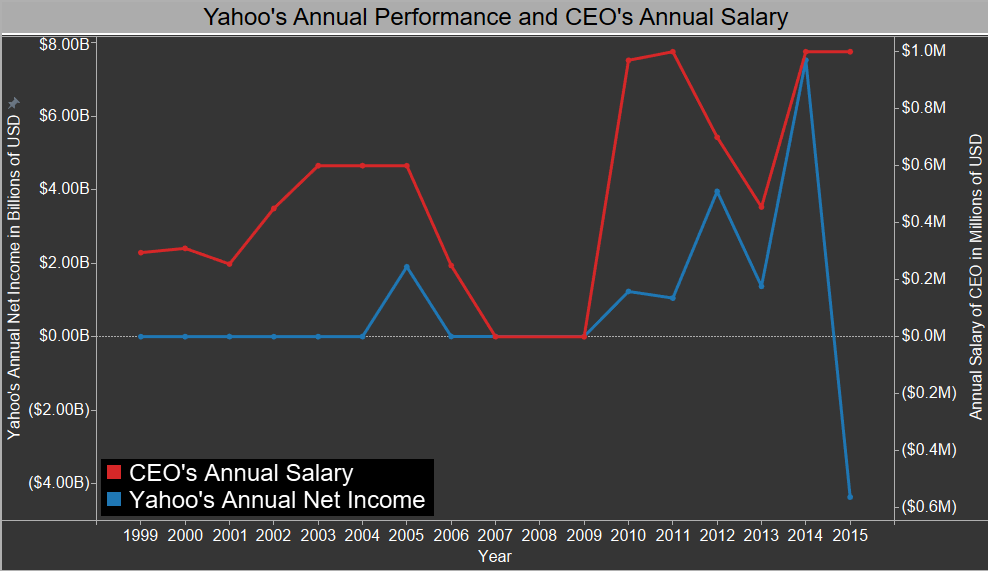 Yahoo's Annual Performance and CEO's Annual Salary
Yahoo's Annual Net Income in Billions of USD
$8.00B
$6.00B
$4.00B
$2.00B
$0.00B
($2.00B)
($4.00B)
$1.0M
$0.8M
$0.6M
$0.4M
$0.2M
$0.0M
($0.2M)
($0.4M)
($0.6M)
Annual Salary of CEO in Millions of USD
CEO's Annual Salary
Yahoo's Annual Net Income
1999 2000 2001 2002 2003 2004 2005 2006 2007 2008 2009 2010 2011 2012 2013 2014 2015
Year